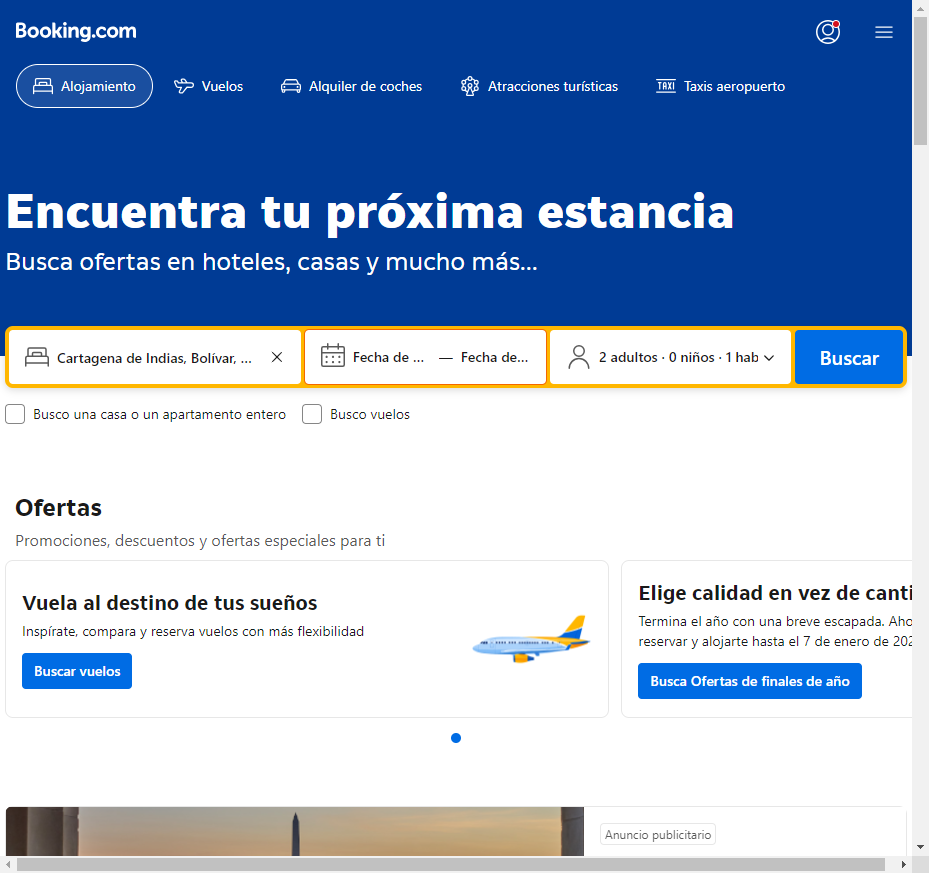 Booking.com
Alojamiento
Vuelos
Alquiler de coches
Atracciones turísticas
TAXI
Taxis aeropuerto
Encuentra tu próxima estancia
Busca ofertas en hoteles, casas y mucho más...
Cartagena de Indias, Bolívar, ...
Fecha de ... — Fecha de...
2 adultos · 0 niños · 1 hab
Buscar
Busco una casa o un apartamento entero
Busco vuelos
Ofertas
Promociones, descuentos y ofertas especiales para ti
Vuela al destino de tus sueños
Inspírate, compara y reserva vuelos con más flexibilidad
Buscar vuelos
Elige calidad en vez de canti
Termina el año con una breve escapada. Aho
reservar y alojarte hasta el 7 de enero de 202
Busca Ofertas de finales de año
Anuncio publicitario